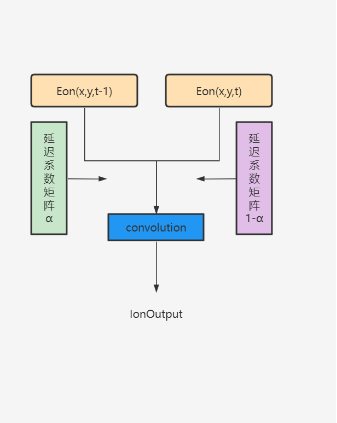 Eon(x,y,t-1)
Eon(x,y,t)
延
迟
系
数
矩
阵
α
延
迟
系
数
矩
阵
1-α
convolution
IonOutput